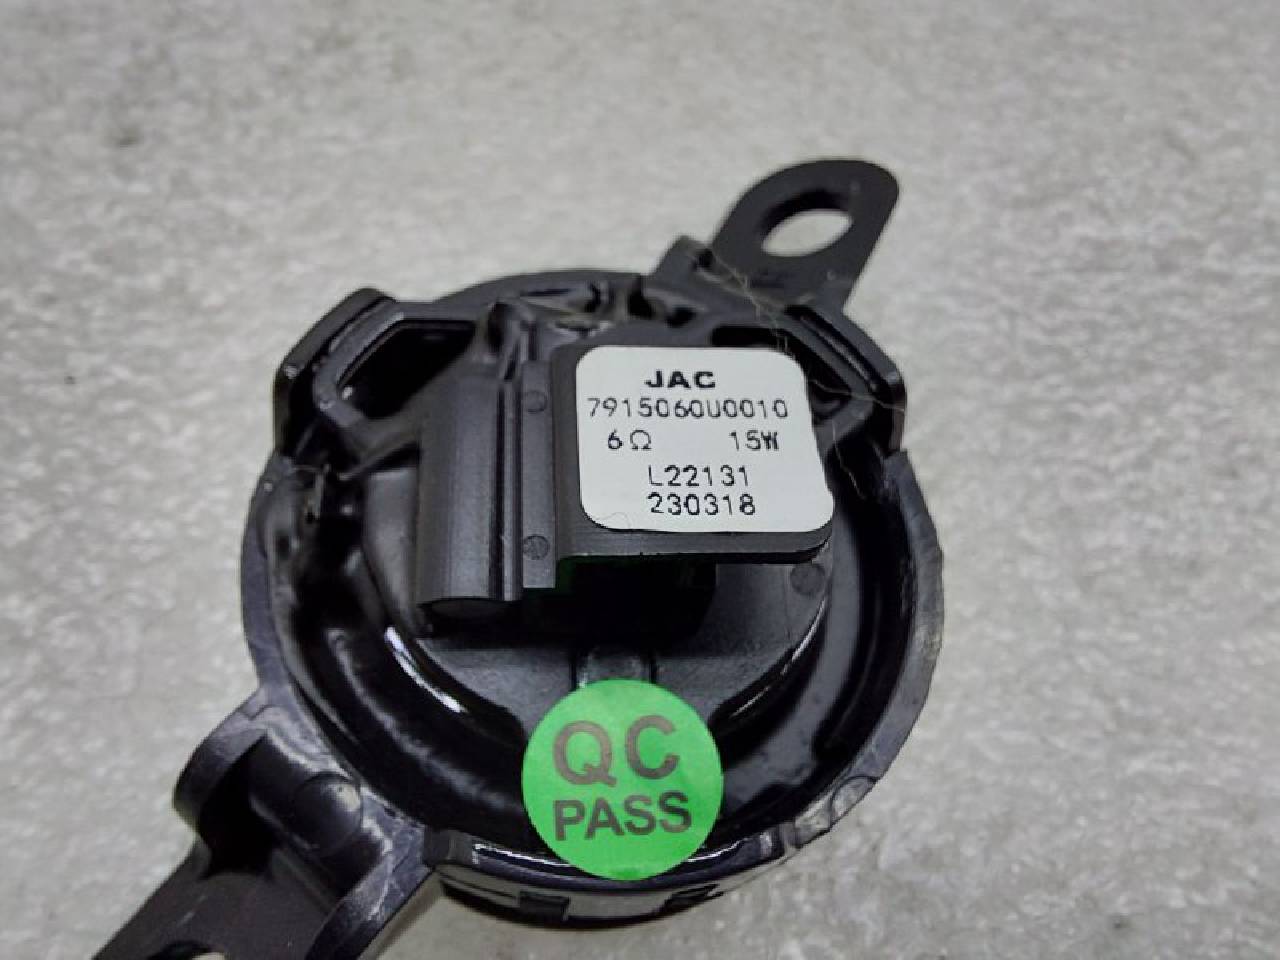 JAC
7915060U0010
6Ω 15W
L22131
230318
QC
PASS